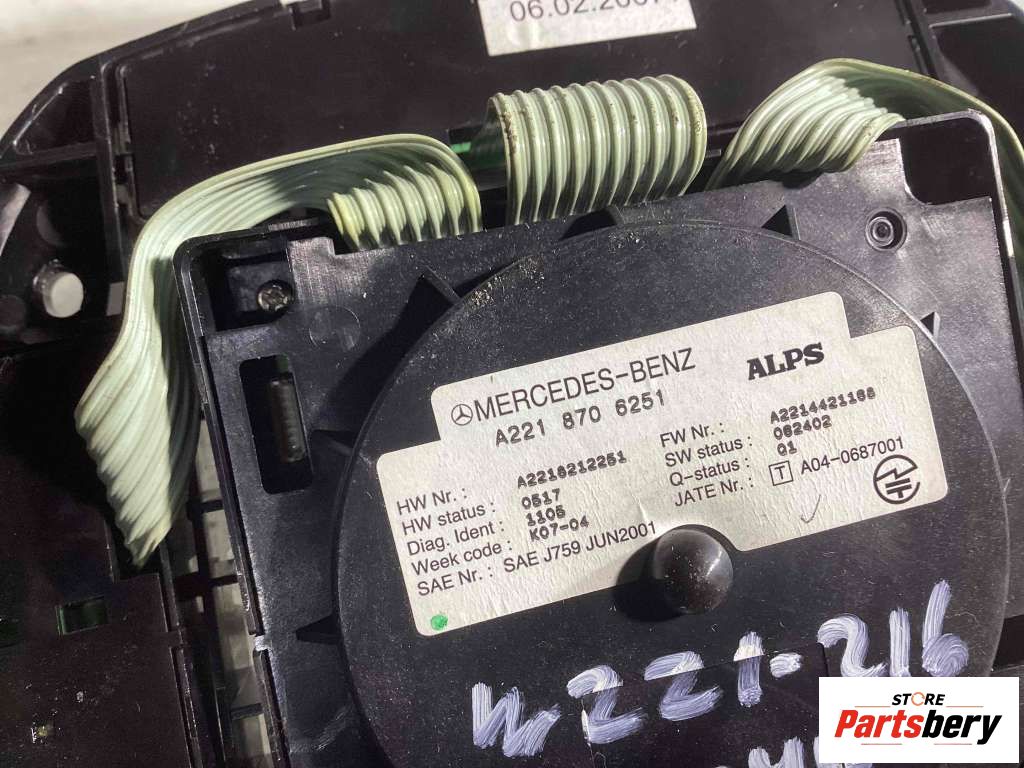 06.02.2007
MERCEDES-BENZ
ALPS
A221 870 6251
HW Nr. : A2218212251
HW status : 0517
Diag. Ident : 1105
Week code : K07-04
SAE Nr. : SAE J759 JUN2001
FW Nr. : A2214421168
SW status : 062402
Q-status : Q1
JATE Nr. : T A04-0687001
W221-216
STORE
Partsbery